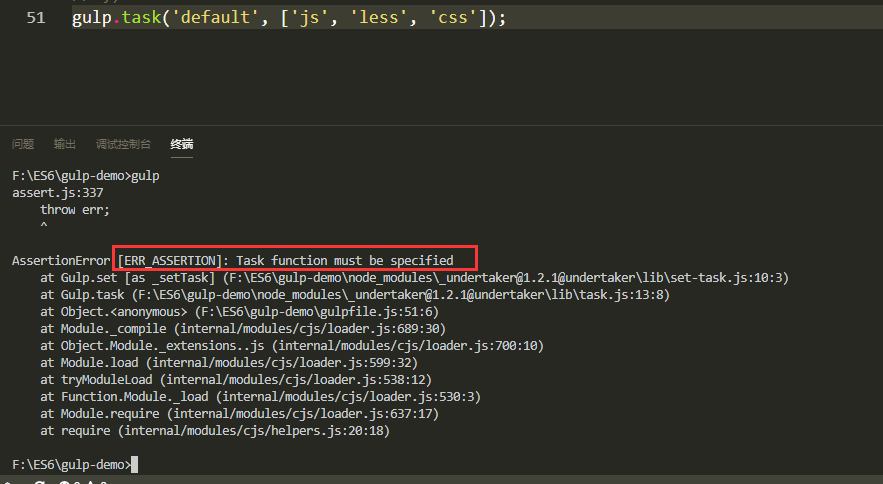 51 gulp.task('default', ['js', 'less', 'css']);
问题 输出 调试控制台 终端
F:\ES6\gulp-demo>gulp
assert.js:337
    throw err;
    ^
AssertionError [ERR_ASSERTION]: Task function must be specified
    at Gulp.set [as _setTask] (F:\ES6\gulp-demo\node_modules\_undertaker@1.2.1@undertaker\lib\set-task.js:10:3)
    at Gulp.task (F:\ES6\gulp-demo\node_modules\_undertaker@1.2.1@undertaker\lib\task.js:13:8)
    at Object.<anonymous> (F:\ES6\gulp-demo\gulpfile.js:51:6)
    at Module._compile (internal/modules/cjs/loader.js:689:30)
    at Object.Module._extensions..js (internal/modules/cjs/loader.js:700:10)
    at Module.load (internal/modules/cjs/loader.js:599:32)
    at tryModuleLoad (internal/modules/cjs/loader.js:538:12)
    at Function.Module._load (internal/modules/cjs/loader.js:530:3)
    at Module.require (internal/modules/cjs/loader.js:637:17)
    at require (internal/modules/cjs/helpers.js:20:18)
F:\ES6\gulp-demo>